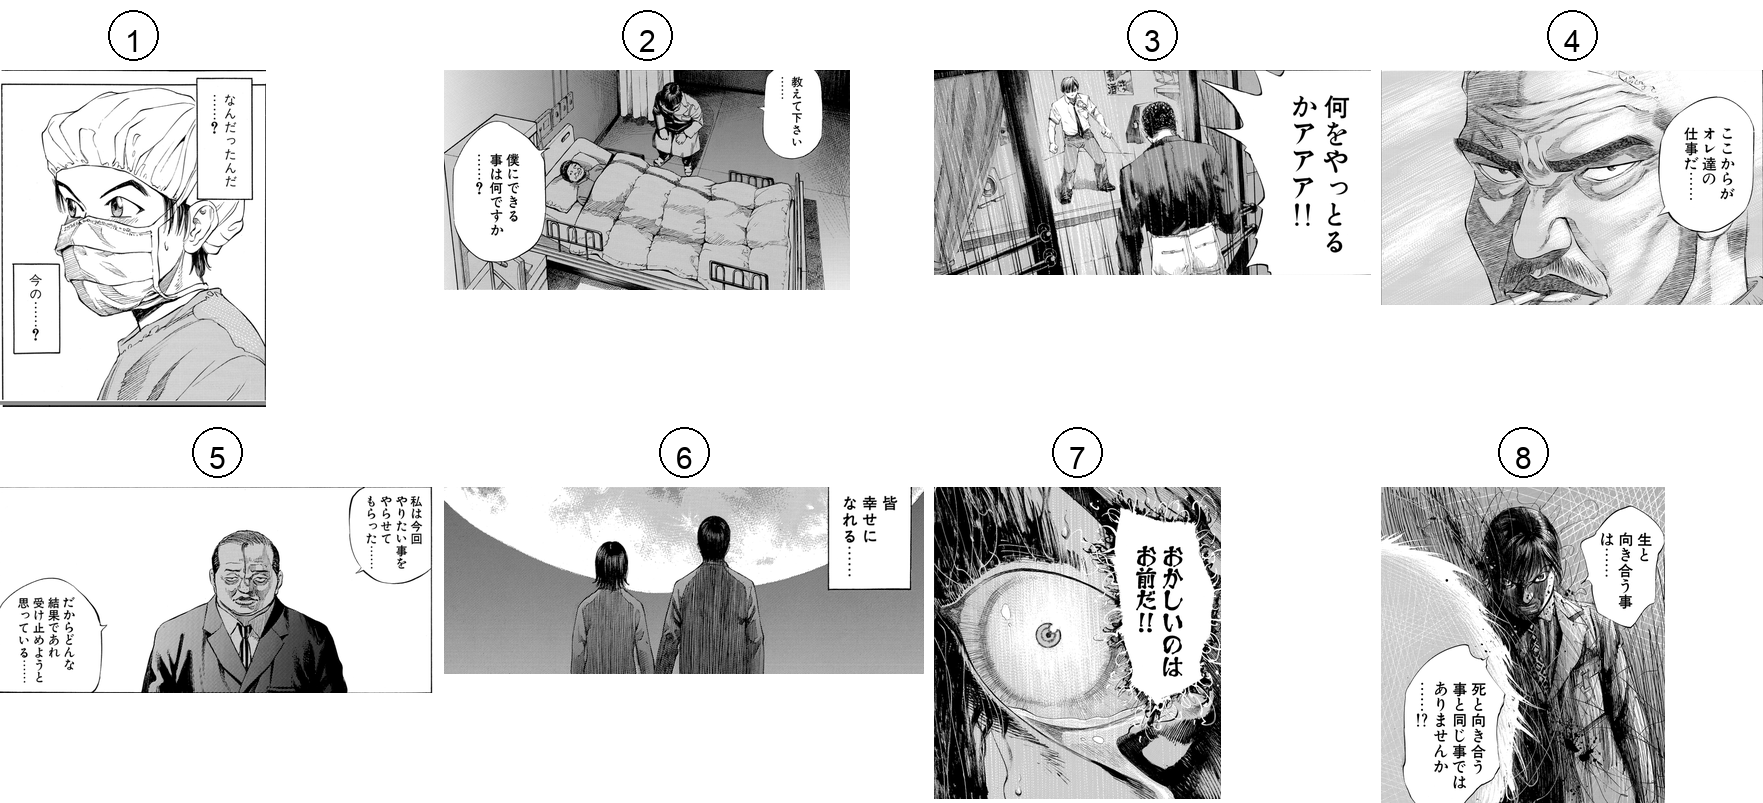 1
なんだったんだ
……?
今の……?
2
教えて下さい
……
僕にできる
事は何ですか
……?
3
何をやっとる
かアアア!!
4
ここからが
オレ達の
仕事だ……
5
私は今回
やりたい事を
やらせて
もらった……
だからどんな
結果であれ
受け止めようと
思っている……
6
皆
幸せに
なれる……
7
おかしいのは
お前だ!!
8
生と
向き合う事
は……
死と向き合う
事と同じ事では
ありませんか
……!?